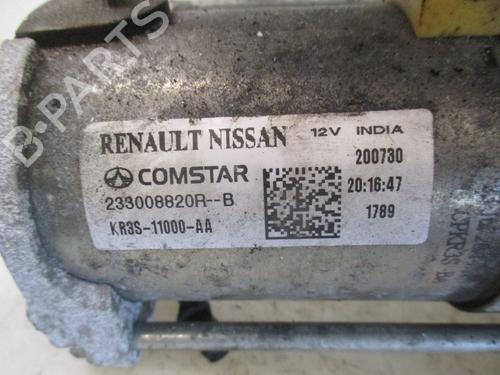 B-PARTS
RENAULT NISSAN 12V INDIA
200730
COMSTAR 20:16:47
233008820R--B
1789
KR3S-11000-AA